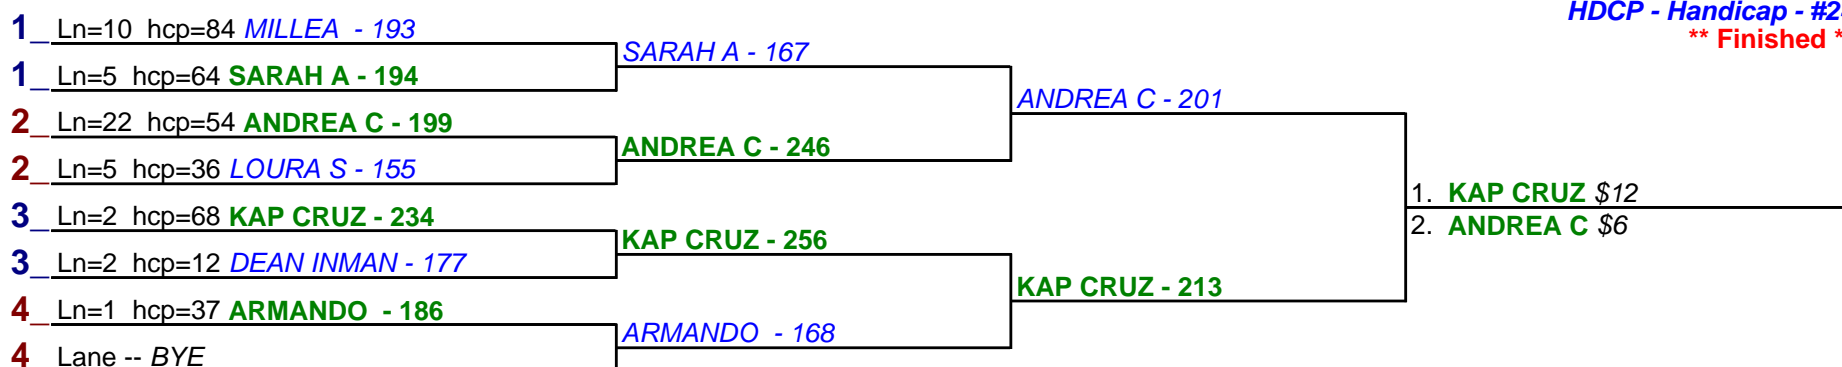 HDCP - Handicap - #2
** Finished *
1_ Ln=10 hcp=84 MILLEA - 193
1_ Ln=5 hcp=64 SARAH A - 194
2_ Ln=22 hcp=54 ANDREA C - 199
2_ Ln=5 hcp=36 LOURA S - 155
3_ Ln=2 hcp=68 KAP CRUZ - 234
3_ Ln=2 hcp=12 DEAN INMAN - 177
4_ Ln=1 hcp=37 ARMANDO - 186
4 Lane -- BYE
SARAH A - 167
ANDREA C - 246
KAP CRUZ - 256
ARMANDO - 168
ANDREA C - 201
KAP CRUZ - 213
1. KAP CRUZ $12
2. ANDREA C $6